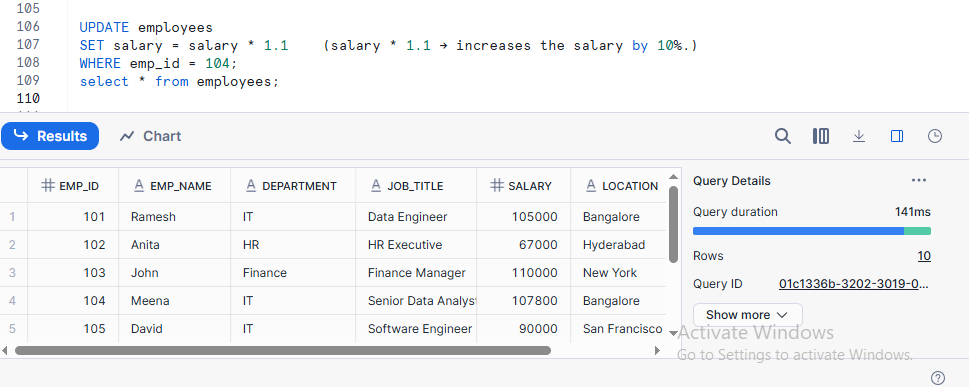 105
106 UPDATE employees
107 SET salary = salary * 1.1 (salary * 1.1 → increases the salary by 10%.)
108 WHERE emp_id = 104;
109 select * from employees;
110
Results Chart
EMP_ID EMP_NAME DEPARTMENT JOB_TITLE SALARY LOCATION
1 101 Ramesh IT Data Engineer 105000 Bangalore
2 102 Anita HR HR Executive 67000 Hyderabad
3 103 John Finance Finance Manager 110000 New York
4 104 Meena IT Senior Data Analyst 107800 Bangalore
5 105 David IT Software Engineer 90000 San Francisco
Query Details ...
Query duration 141ms
Rows 10
Query ID 01c1336b-3202-3019-0...
Show more
Activate Windows
Go to Settings to activate Windows.